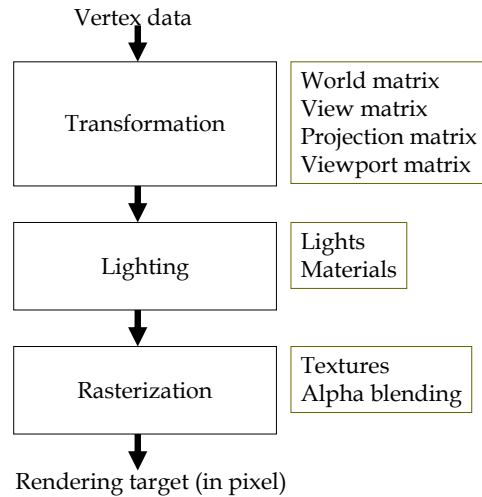 Vertex data
Transformation
World matrix
View matrix
Projection matrix
Viewport matrix
Lighting
Lights
Materials
Rasterization
Textures
Alpha blending
Rendering target (in pixel)